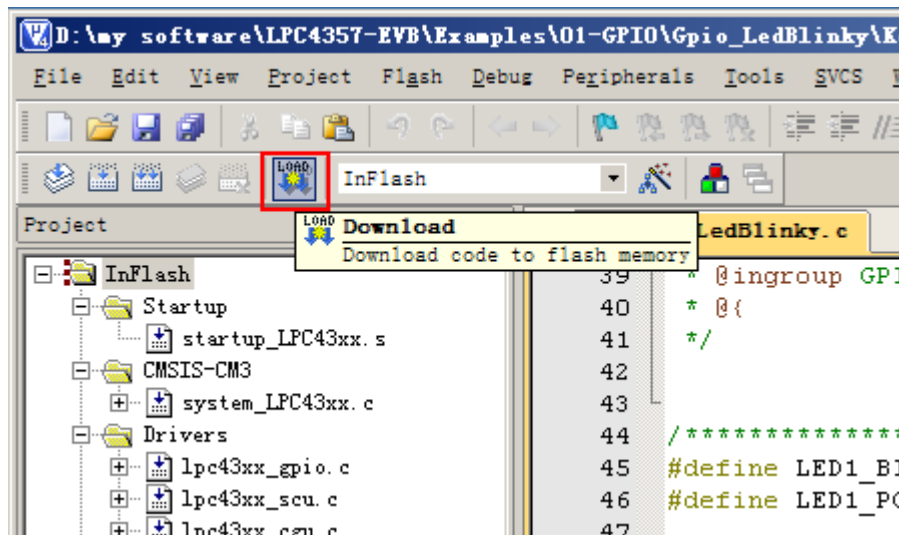 D:\my software\LPC4357-EVB\Examples\01-GPIO\Gpio_LedBlinky\K
File Edit View Project Flash Debug Peripherals Tools SVCS
LOAD InFlash
Project
LOAD Download
Download code to flash memory
LedBlinky.c
InFlash
Startup
startup_LPC43xx.s
CMSIS-CM3
system_LPC43xx.c
Drivers
lpc43xx_gpio.c
lpc43xx_scu.c
lpc43xx_cgu.c
39 * @ingroup GPI
40 * @{
41 */
42
43
44 /**************
45 #define LED1_BI
46 #define LED1_PO
47